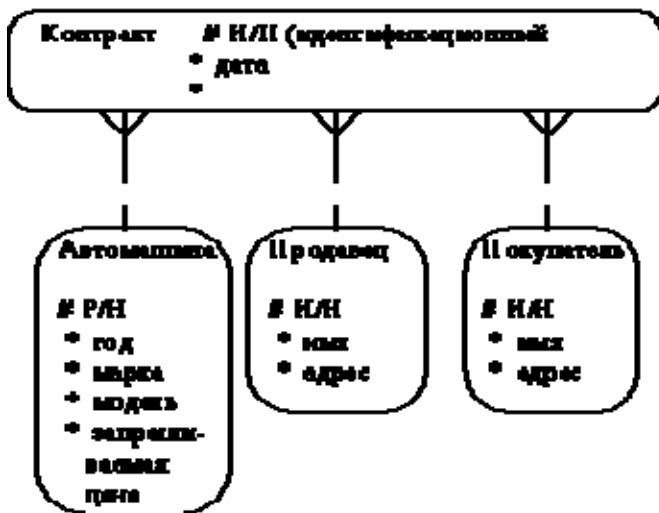 Контракт # И/Н (идентификационный
* дата
*
Автомашина
# Р/Н
* год
* марка
* модель
* запраши-
ваемая
цена
Продавец
# И/Н
* имя
* адрес
Покупатель
# И/Н
* имя
* адрес